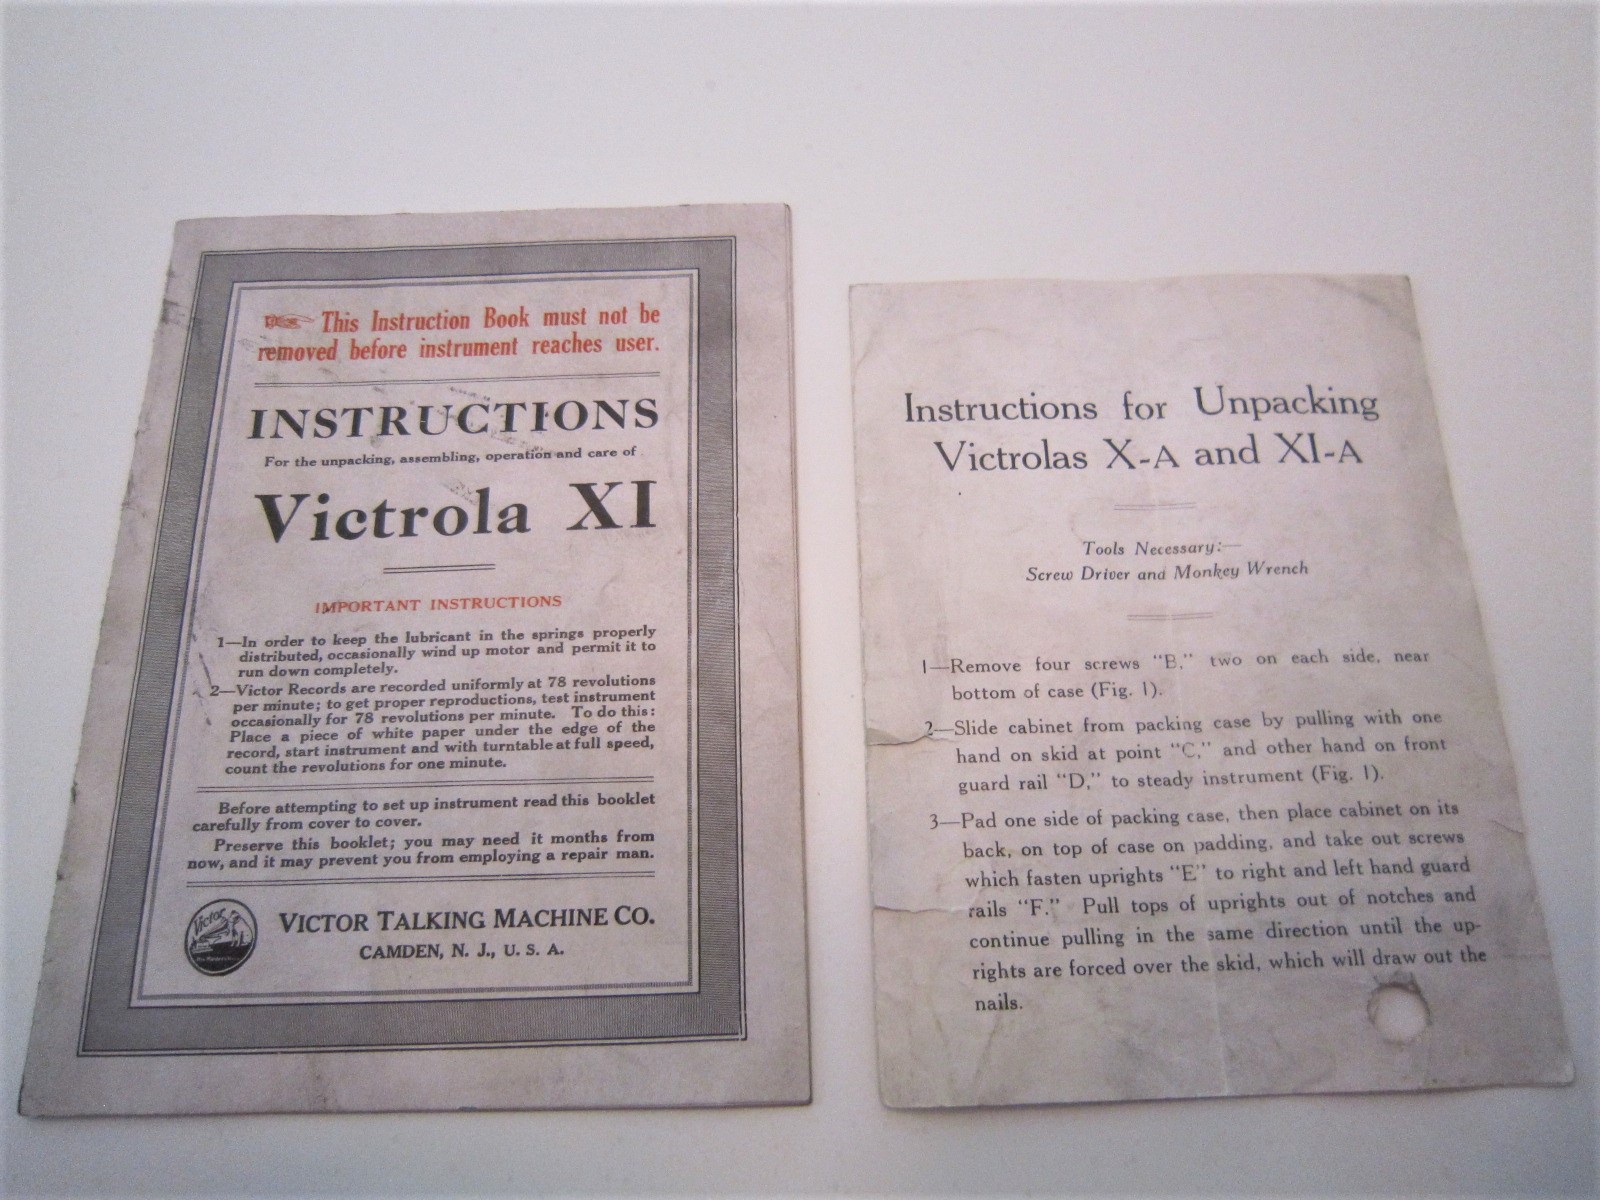 This Instruction Book must not be
removed before instrument reaches user.
INSTRUCTIONS
For the unpacking, assembling, operation and care of
Victrola XI
IMPORTANT INSTRUCTIONS
1—In order to keep the lubricant in the springs properly
distributed, occasionally wind up motor and permit it to
run down completely.
2—Victor Records are recorded uniformly at 78 revolutions
per minute; to get proper reproductions, test instrument
occasionally for 78 revolutions per minute. To do this:
Place a piece of white paper under the edge of the
record, start instrument and with turntable at full speed,
count the revolutions for one minute.
Before attempting to set up instrument read this booklet
carefully from cover to cover.
Preserve this booklet; you may need it months from
now, and it may prevent you from employing a repair man.
Victor
VICTOR TALKING MACHINE CO.
CAMDEN, N. J., U. S. A.
Instructions for Unpacking
Victrolas X-A and XI-A
Tools Necessary:—
Screw Driver and Monkey Wrench
1—Remove four screws "B," two on each side, near
bottom of case (Fig. 1).
2—Slide cabinet from packing case by pulling with one
hand on skid at point "C," and other hand on front
guard rail "D," to steady instrument (Fig. 1).
3—Pad one side of packing case, then place cabinet on its
back, on top of case on padding, and take out screws
which fasten uprights "E" to right and left hand guard
rails "F." Pull tops of uprights out of notches and
continue pulling in the same direction until the up-
rights are forced over the skid, which will draw out the
nails.